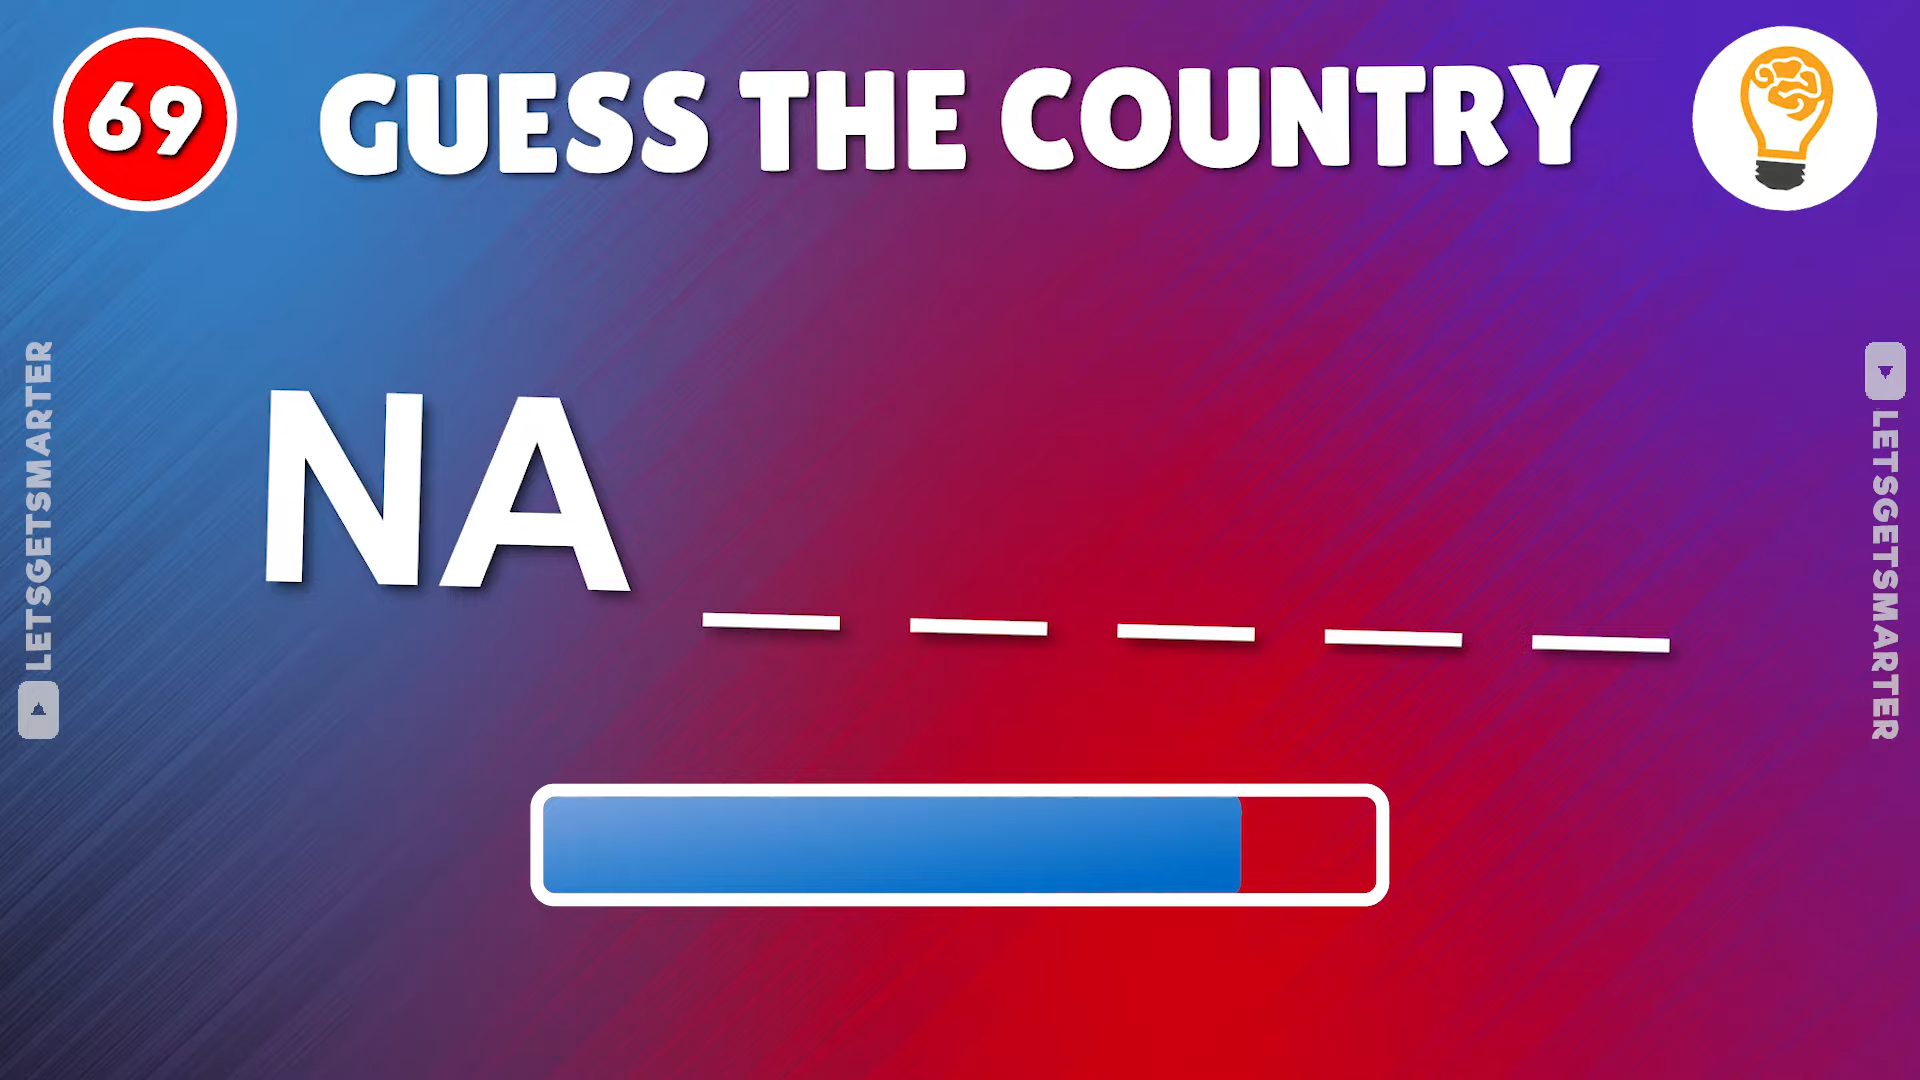 69
GUESS THE COUNTRY
NA _ _ _ _ _
LETSGETSMARTER
LETSGETSMARTER